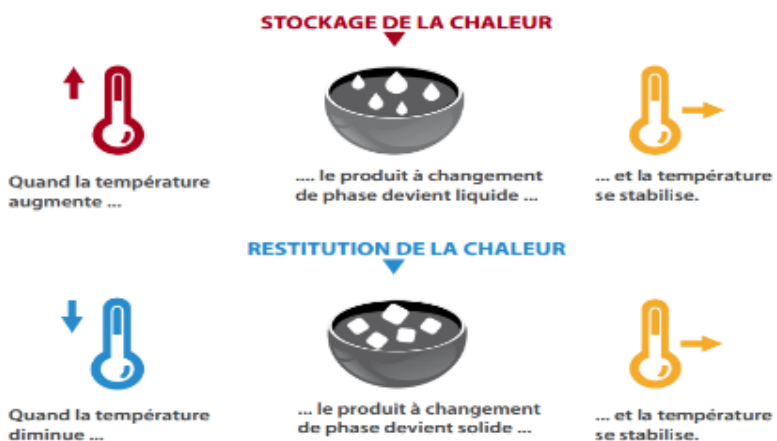 STOCKAGE DE LA CHALEUR
Quand la température
augmente ...
.... le produit à changement
de phase devient liquide ...
... et la température
se stabilise.
RESTITUTION DE LA CHALEUR
Quand la température
diminue ...
... le produit à changement
de phase devient solide ...
... et la température
se stabilise.